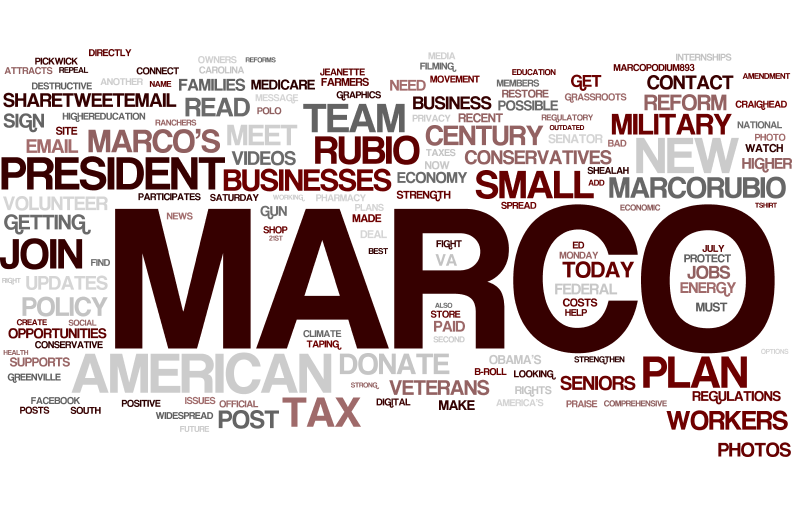 DIRECTLY
PICKWICK
OWNERS REFORMS
MEDIA
INTERNSHIPS
ATTRACTS REPEAL
CONNECT
CAROLINA
JEANETTE
FILMING,
EDUCATION
MARCOPODIUM893
DESTRUCTIVE
ANOTHER NAME
FAMILIES
MEDICARE
FARMERS
NEED
MOVEMENT
MEMBERS
GET
CONTACT
AMENDMENT
SHARETWEETEMAIL
READ
MESSAGE
GRAPHICS
BUSINESS
RESTORE
POSSIBLE
GRASSROOTS
REFORM
CRAIGHEAD
SIGN
HIGHEREDUCATION
POLO
TEAM
PRIVACY RECENT
REGULATORY
OUTDATED
MILITARY
NATIONAL
RANCHERS
SITE
EMAIL
MARCO'S
MEET
RUBIO
CENTURY
SENATOR
BAD
NEW
PHOTO
WATCH
VIDEOS
TAXES
NOW
CONSERVATIVES
HIGHER
PRESIDENT
BUSINESSES
ECONOMY
SMALL
SHEALAH
ADD
MARCORUBIO
VOLUNTEER
PARTICIPATES
SATURDAY
WORKING,
PHARMACY
STRENGTH
SPREAD
ECONOMIC
TSHIRT
GETTING
NEWS
GUN
PLANS
MADE
JOIN
FIND
SHOP
21ST
DEAL
BEST
FIGHT
VA
ED
MONDAY
TODAY
JULY
PROTECT
JOBS
ENERGY
MUST
MARCO
RIGHT
UPDATES
FEDERAL
COSTS
HELP
POLICY
ALSO
STORE
PAID
SECOND
CREATE
SOCIAL
OPPORTUNITIES
CONSERVATIVE
CLIMATE
TAPING,
HEALTH
SUPPORTS
GREENVILLE
AMERICAN
DONATE
OBAMA'S
STRENGTHEN
OPTIONS
B-ROLL
LOOKING,
PLAN
STRONG,
VETERANS
RIGHTS
SENIORS
REGULATIONS
FACEBOOK
POSTS
SOUTH
POSITIVE
ISSUES
OFFICIAL
TAX
DIGITAL
MAKE
AMERICA'S
PRAISE
COMPREHENSIVE
WIDESPREAD
POST
FUTURE
WORKERS
PHOTOS